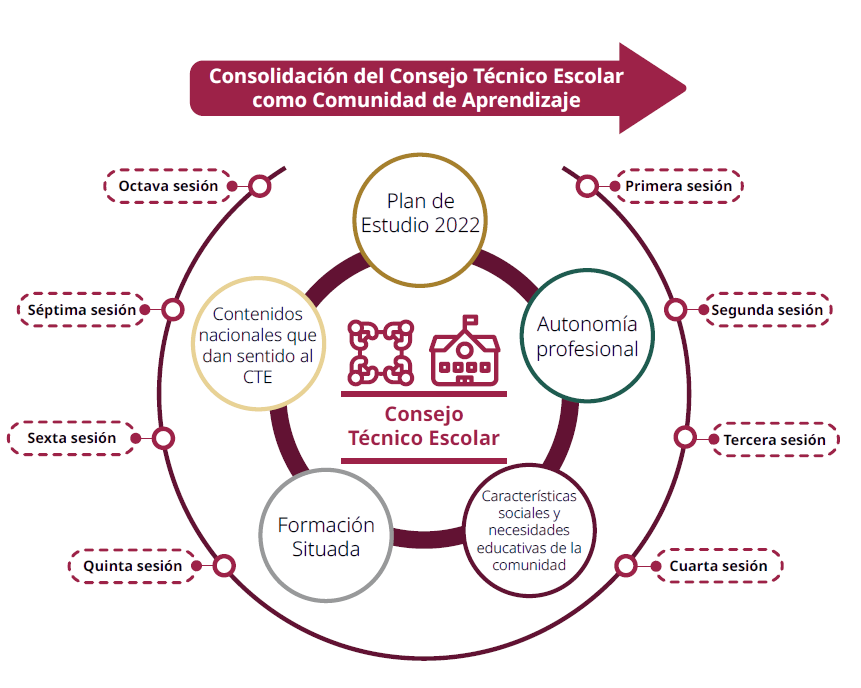 Consolidación del Consejo Técnico Escolar
como Comunidad de Aprendizaje
Octava sesión
Primera sesión
Plan de
Estudio 2022
Séptima sesión
Segunda sesión
Contenidos
nacionales que
dan sentido al
CTE
Autonomía
profesional
Consejo
Técnico Escolar
Sexta sesión
Tercera sesión
Formación
Situada
Características
sociales y
necesidades
educativas de la
comunidad
Quinta sesión
Cuarta sesión